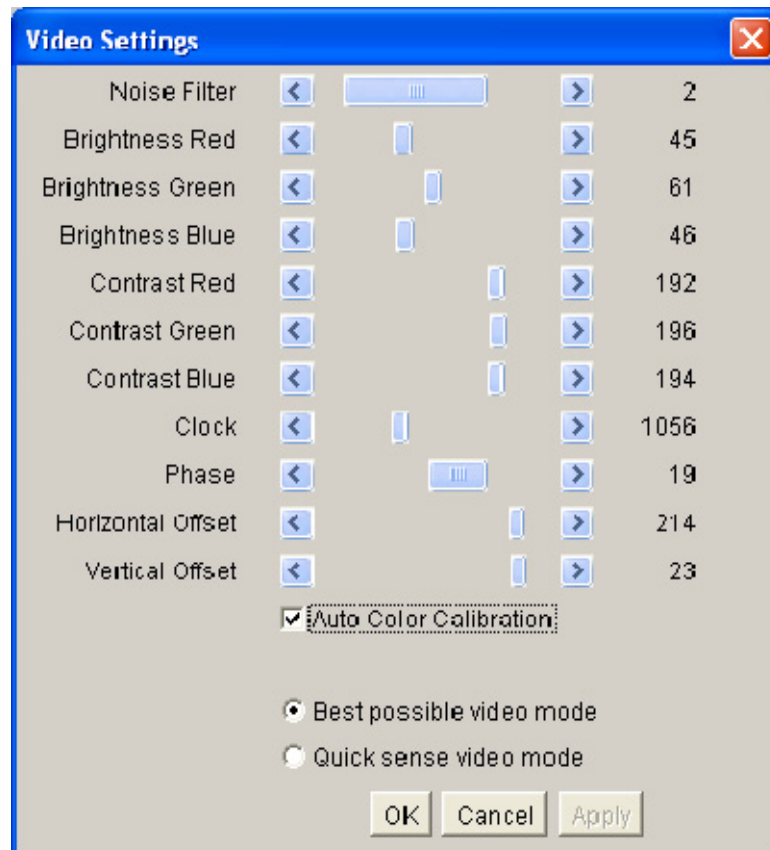 Video Settings
Noise Filter 2
Brightness Red 45
Brightness Green 61
Brightness Blue 46
Contrast Red 192
Contrast Green 196
Contrast Blue 194
Clock 1056
Phase 19
Horizontal Offset 214
Vertical Offset 23
Auto Color Calibration
Best possible video mode
Quick sense video mode
OK Cancel Apply